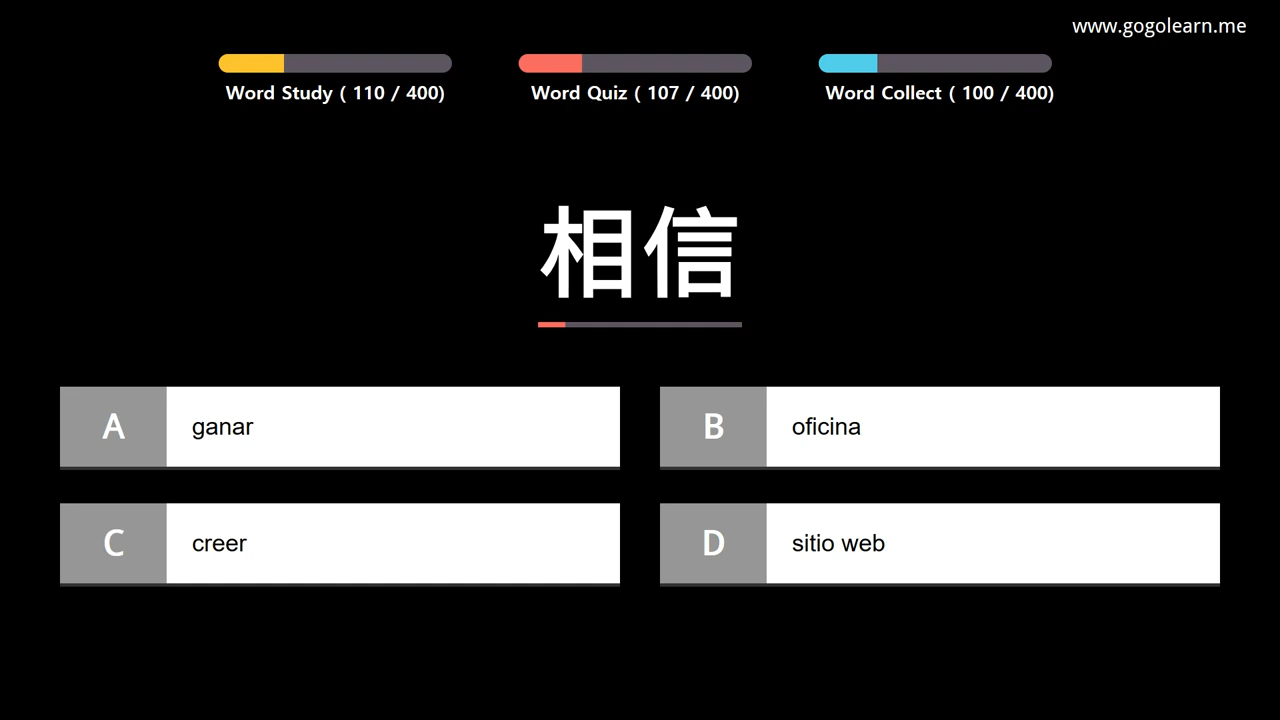 www.gogolearn.me
Word Study ( 110 / 400)
Word Quiz ( 107 / 400)
Word Collect ( 100 / 400)
相信
A ganar
B oficina
C creer
D sitio web